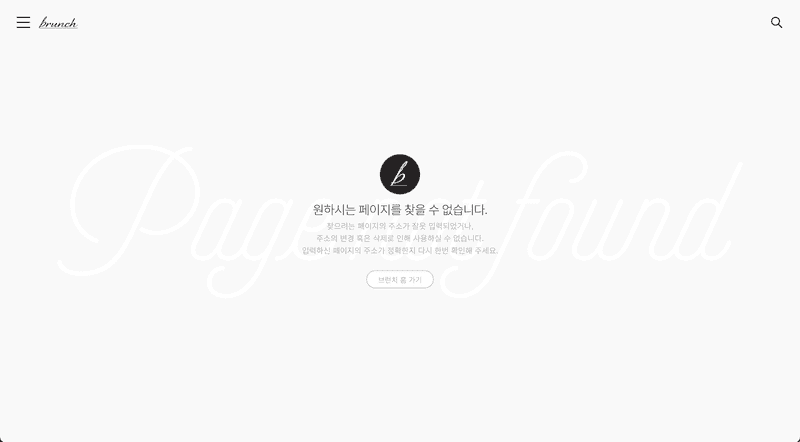 brunch
Page not found
b
원하시는 페이지를 찾을 수 없습니다.
찾으려는 페이지의 주소가 잘못 입력되었거나,
주소의 변경 혹은 삭제로 인해 사용하실 수 없습니다.
입력하신 페이지의 주소가 정확한지 다시 한번 확인해 주세요.
브런치 홈 가기